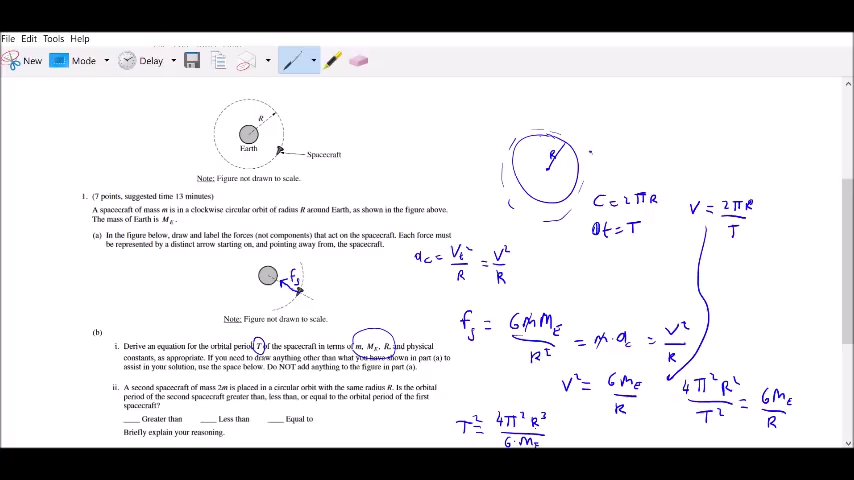 File Edit Tools Help
New Mode Delay
R
Earth
Spacecraft
Note: Figure not drawn to scale.
1. (7 points, suggested time 13 minutes)
A spacecraft of mass m is in a clockwise circular orbit of radius R around Earth, as shown in the figure above.
The mass of Earth is M_E.
(a) In the figure below, draw and label the forces (not components) that act on the spacecraft. Each force must
be represented by a distinct arrow starting on, and pointing away from, the spacecraft.
fg
Note: Figure not drawn to scale.
(b)
i. Derive an equation for the orbital period T of the spacecraft in terms of m, M_E, R, and physical
constants, as appropriate. If you need to draw anything other than what you have shown in part (a) to
assist in your solution, use the space below. Do NOT add anything to the figure in part (a).
ii. A second spacecraft of mass 2m is placed in a circular orbit with the same radius R. Is the orbital
period of the second spacecraft greater than, less than, or equal to the orbital period of the first
spacecraft?
____ Greater than ____ Less than ____ Equal to
Briefly explain your reasoning.
R
C = 2πR
Δt = T
V = 2πR / T
a_c = V_t² / R = V² / R
fg = G m M_E / R² = m · a_c = V² / R
V² = G M_E / R
4π² R² / T² = G M_E / R
T² = 4π² R³ / G · M_E